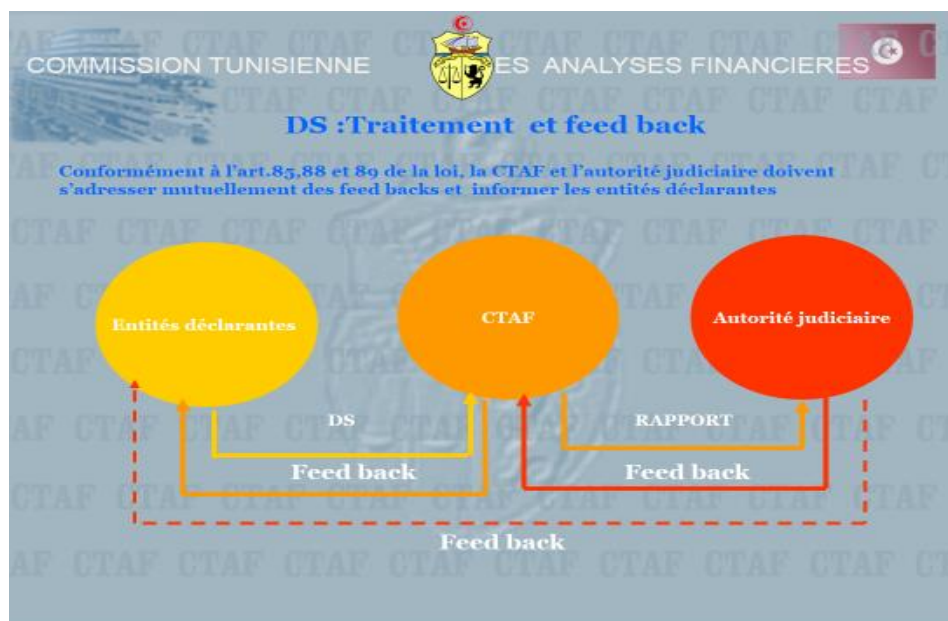 COMMISSION TUNISIENNE DES ANALYSES FINANCIERES
DS :Traitement et feed back
Conformément à l'art.85,88 et 89 de la loi, la CTAF et l'autorité judiciaire doivent
s'adresser mutuellement des feed backs et informer les entités déclarantes
Entités déclarantes
CTAF
Autorité judiciaire
DS
RAPPORT
Feed back
Feed back
Feed back